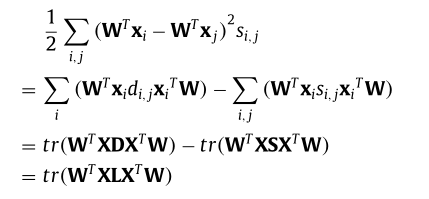 ½ ∑_{i,j} (𝐖^T 𝐱_i − 𝐖^T 𝐱_j)² s_{i,j}
= ∑_i (𝐖^T 𝐱_i d_{i,j} 𝐱_i^T 𝐖) − ∑_{i,j} (𝐖^T 𝐱_i s_{i,j} 𝐱_i^T 𝐖)
= tr(𝐖^T 𝐗𝐃𝐗^T 𝐖) − tr(𝐖^T 𝐗𝐒𝐗^T 𝐖)
= tr(𝐖^T 𝐗𝐋𝐗^T 𝐖)